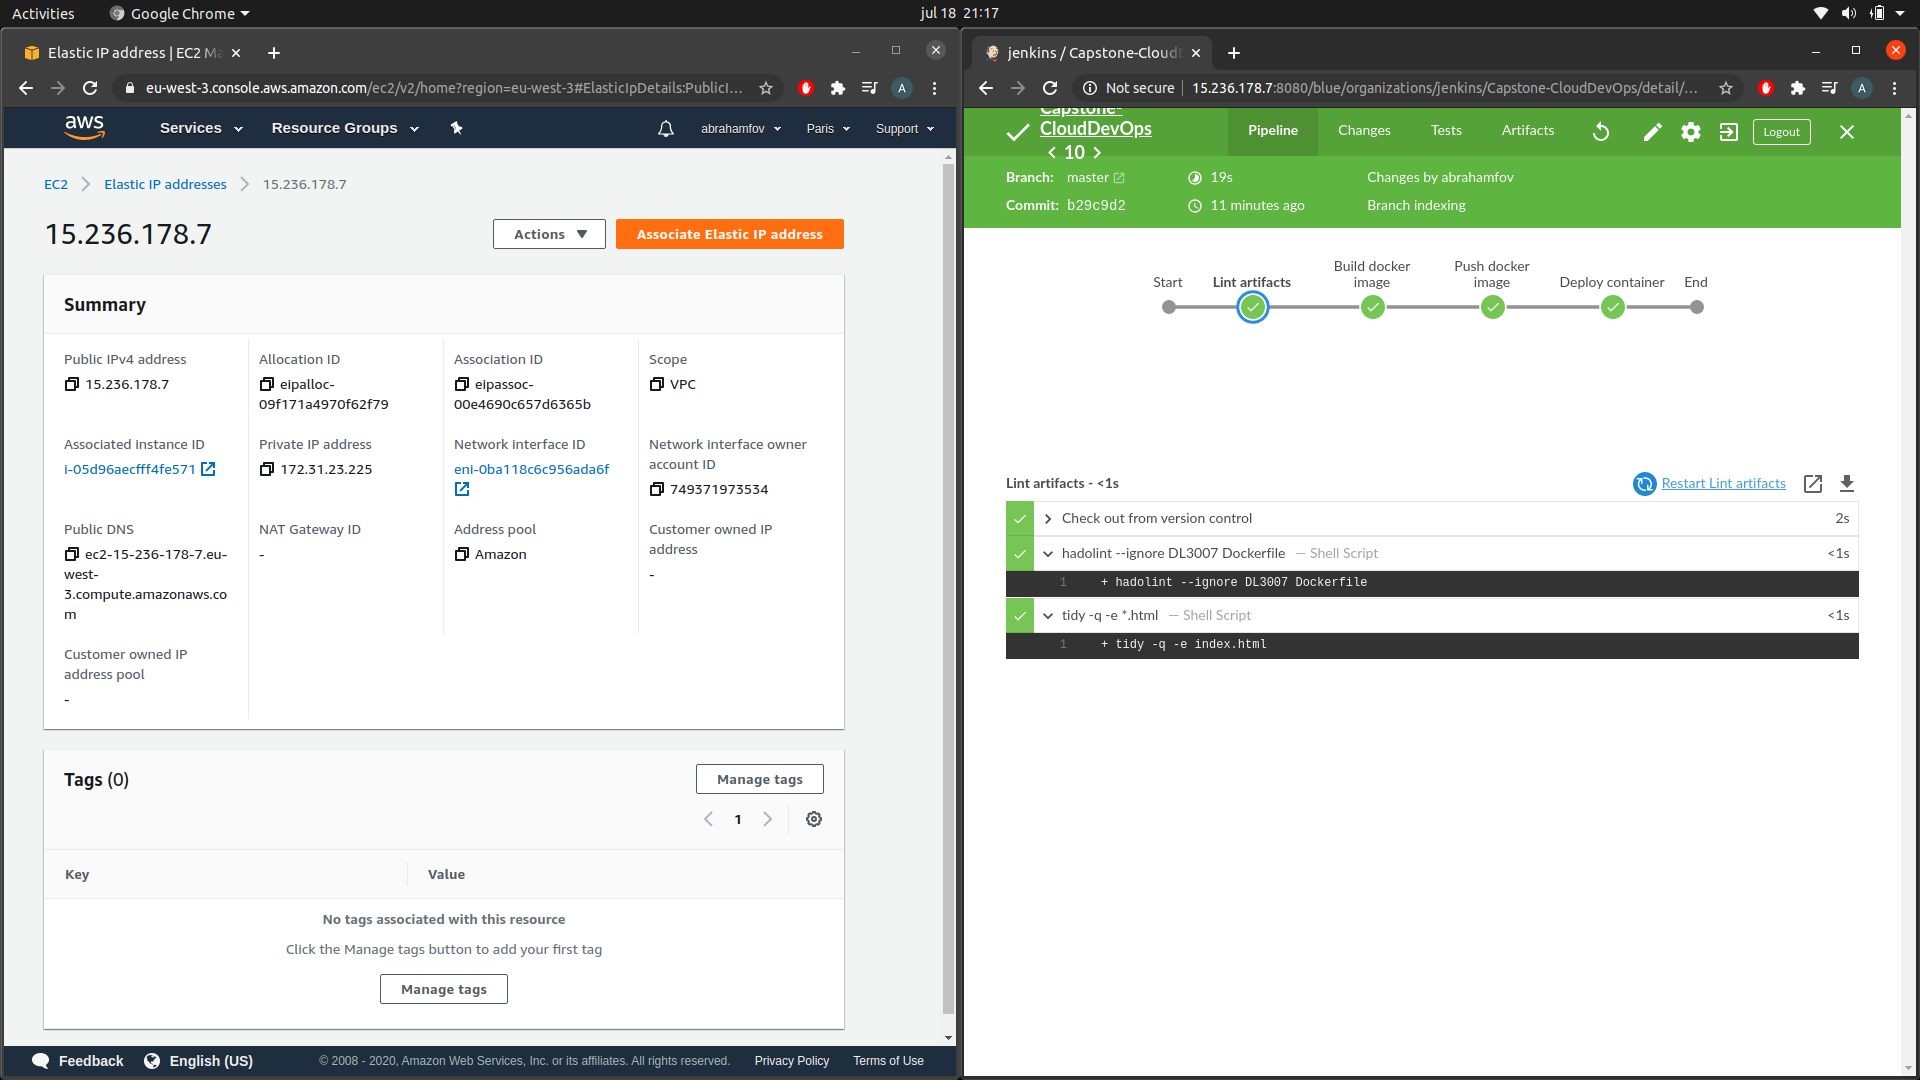 Activities
Google Chrome
jul 18 21:17
Elastic IP address | EC2 Ma
eu-west-3.console.aws.amazon.com/ec2/v2/home?region=eu-west-3#ElasticIpDetails:PublicI...
A
aws
Services
Resource Groups
abrahamfov
Paris
Support
EC2
Elastic IP addresses
15.236.178.7
15.236.178.7
Actions
Associate Elastic IP address
Summary
Public IPv4 address
15.236.178.7
Allocation ID
eipalloc-
09f171a4970f62f79
Association ID
eipassoc-
00e4690c657d6365b
Scope
VPC
Associated instance ID
i-05d96aecfff4fe571
Private IP address
172.31.23.225
Network interface ID
eni-0ba118c6c956ada6f
Network interface owner
account ID
749371973534
Public DNS
ec2-15-236-178-7.eu-
west-
3.compute.amazonaws.co
m
NAT Gateway ID
-
Address pool
Amazon
Customer owned IP
address
-
Customer owned IP
address pool
-
Tags (0)
Manage tags
1
Key
Value
No tags associated with this resource
Click the Manage tags button to add your first tag
Manage tags
Feedback
English (US)
© 2008 - 2020, Amazon Web Services, Inc. or its affiliates. All rights reserved.
Privacy Policy
Terms of Use
jenkins / Capstone-CloudD
Not secure
15.236.178.7:8080/blue/organizations/jenkins/Capstone-CloudDevOps/detail/...
A
Capstone-
CloudDevOps
< 10 >
Pipeline
Changes
Tests
Artifacts
Logout
Branch: master
19s
Changes by abrahamfov
Commit: b29c9d2
11 minutes ago
Branch indexing
Start
Lint artifacts
Build docker
image
Push docker
image
Deploy container
End
Lint artifacts - <1s
Restart Lint artifacts
Check out from version control
2s
hadolint --ignore DL3007 Dockerfile — Shell Script
<1s
1 + hadolint --ignore DL3007 Dockerfile
tidy -q -e *.html — Shell Script
<1s
1 + tidy -q -e index.html